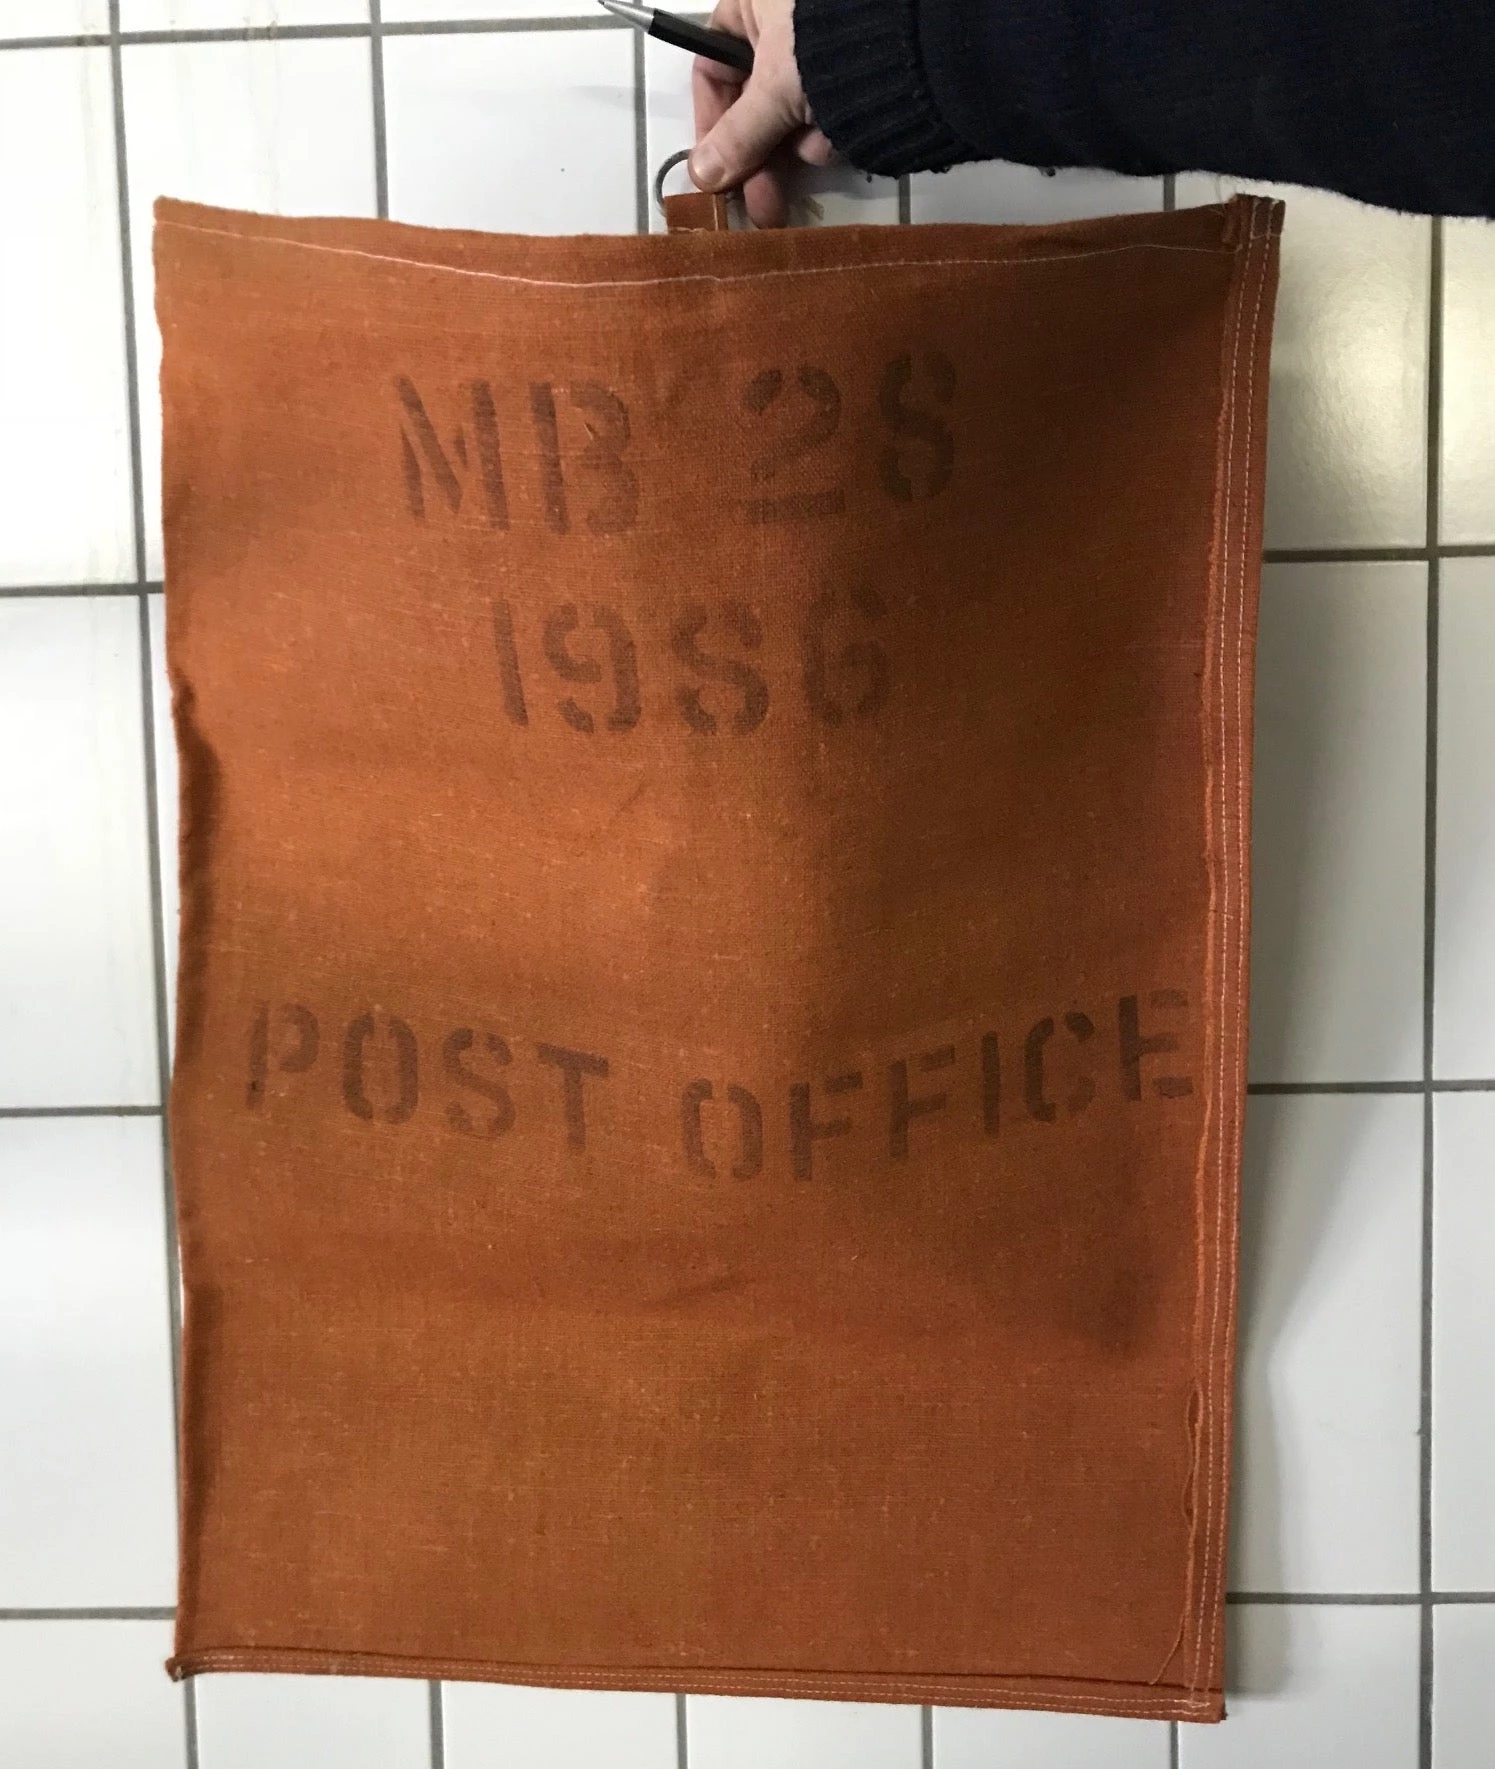 MB 28
1986
POST OFFICE